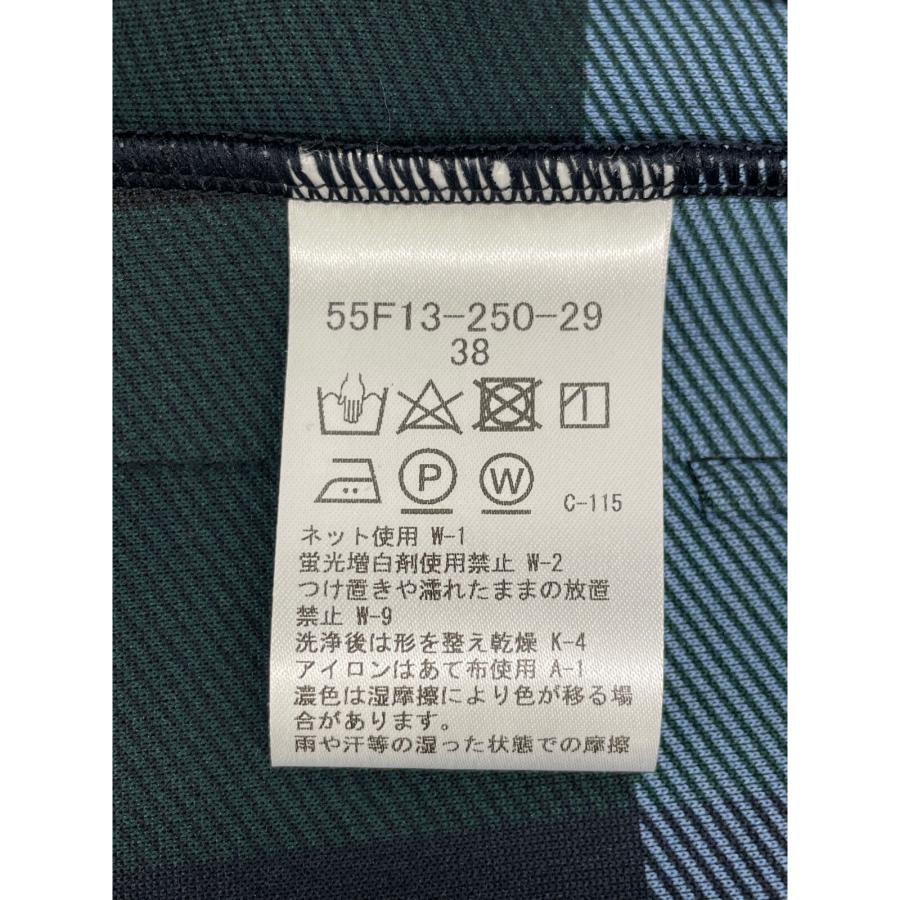 55F13-250-29
38
P W C-115
ネット使用 W-1
蛍光増白剤使用禁止 W-2
つけ置きや濡れたままの放置
禁止 W-9
洗浄後は形を整え乾燥 K-4
アイロンはあて布使用 A-1
濃色は湿摩擦により色が移る場
合があります。
雨や汗等の湿った状態での摩擦